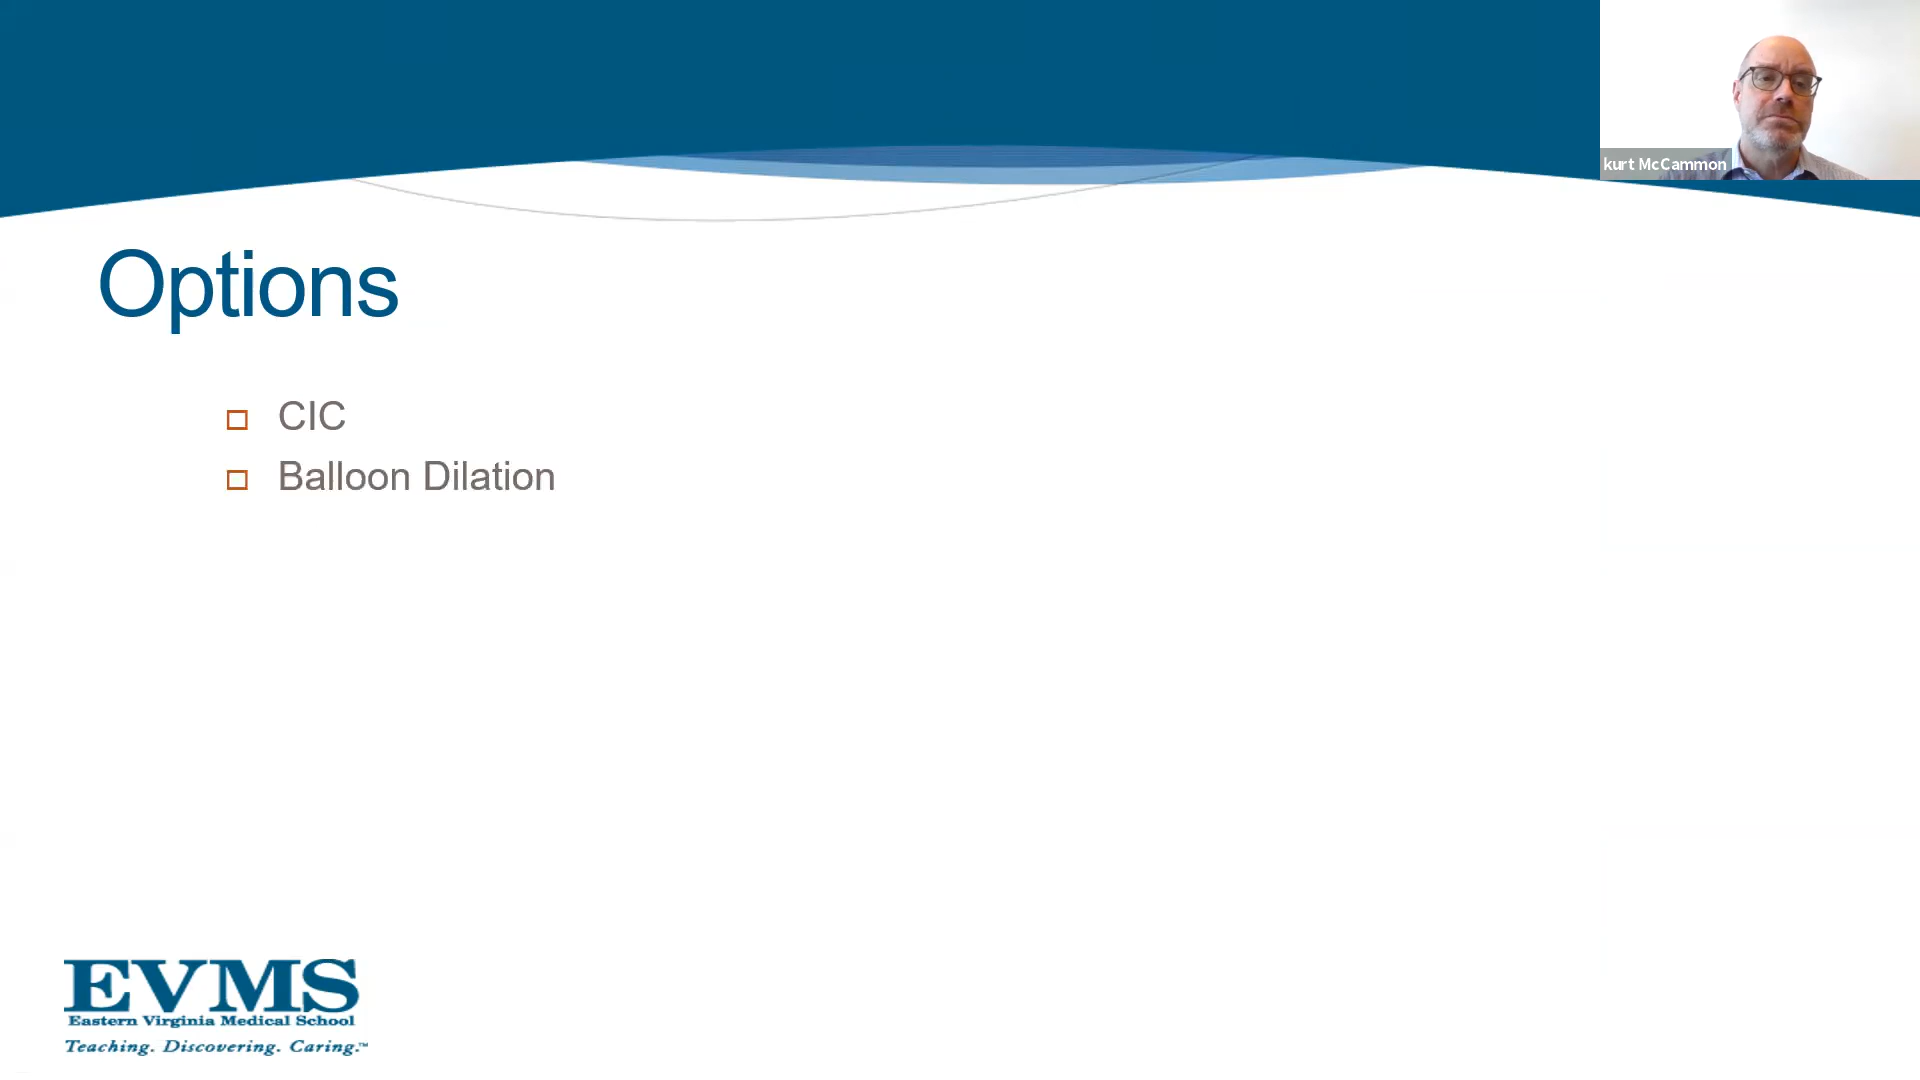 kurt McCammon
Options
CIC
Balloon Dilation
EVMS
Eastern Virginia Medical School
Teaching. Discovering. Caring.™